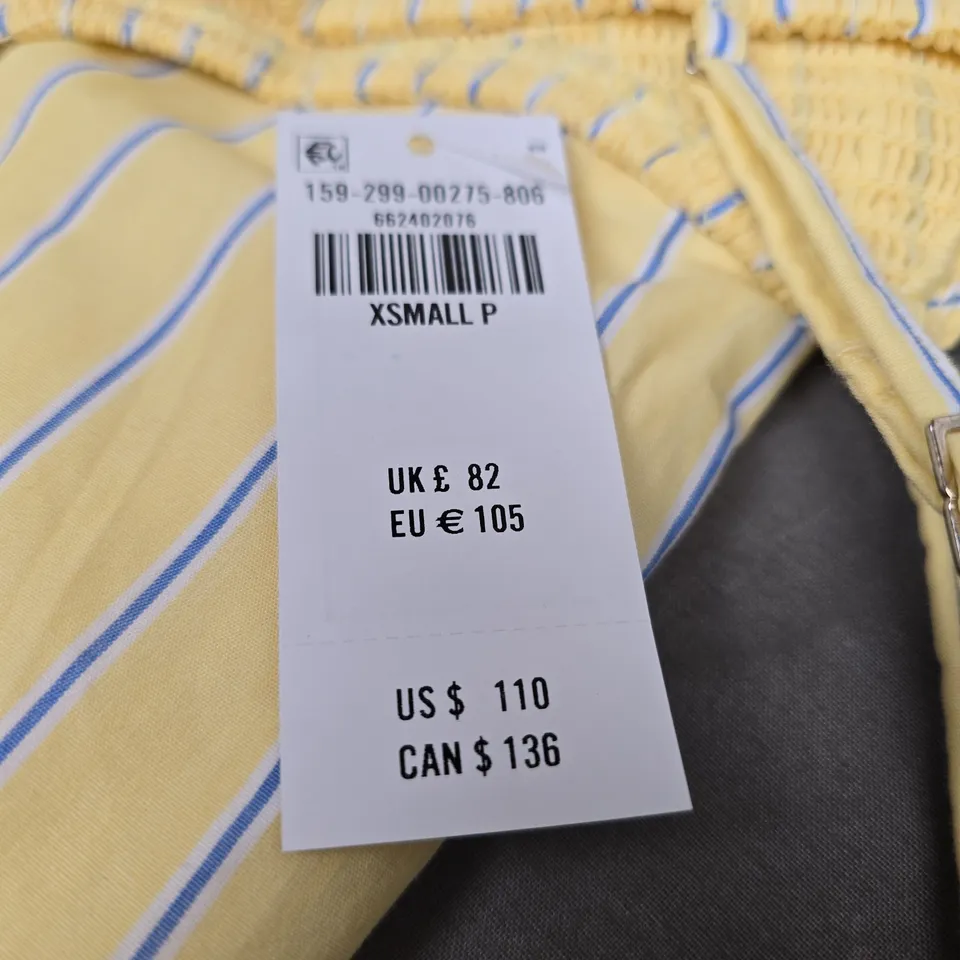 159-299-00275-806
662402076
XSMALL P
UK £ 82
EU € 105
US $ 110
CAN $ 136